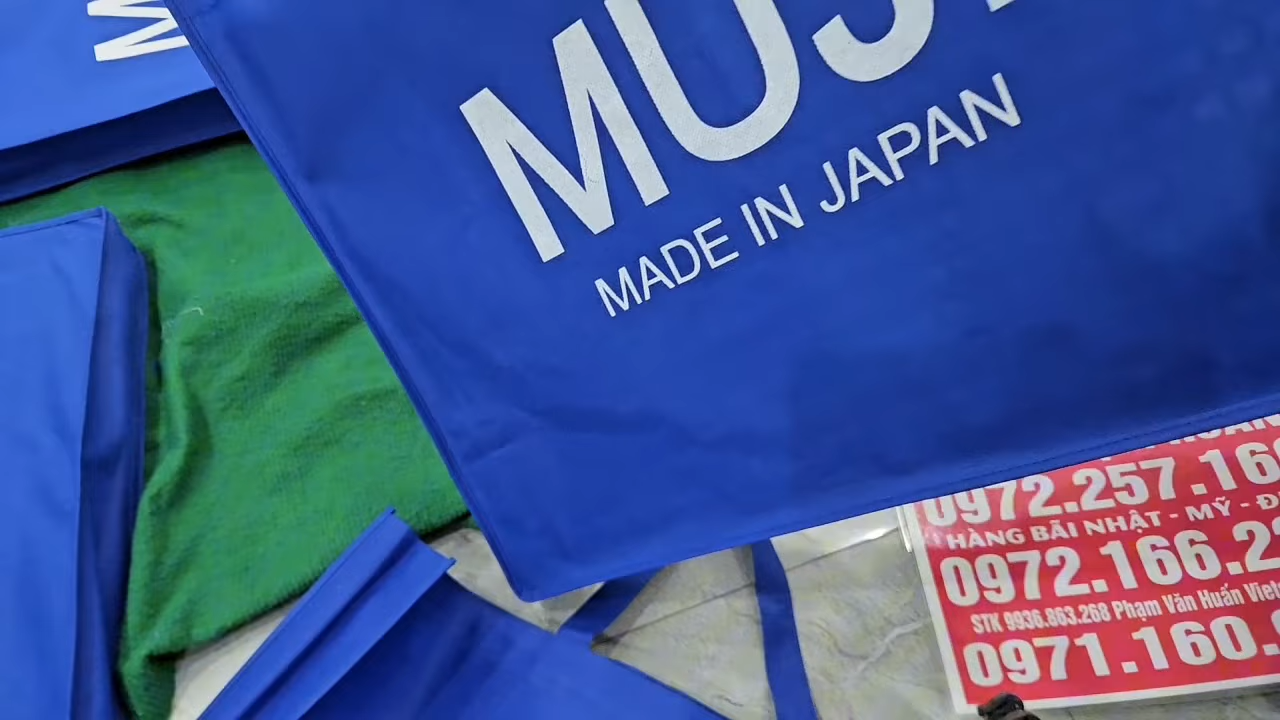 MADE IN JAPAN
0972.257.16
HÀNG BÃI NHẬT - MỸ -
0972.166.2
STK 9936.863.268 Phạm Văn Huấn Viet
0971.160.